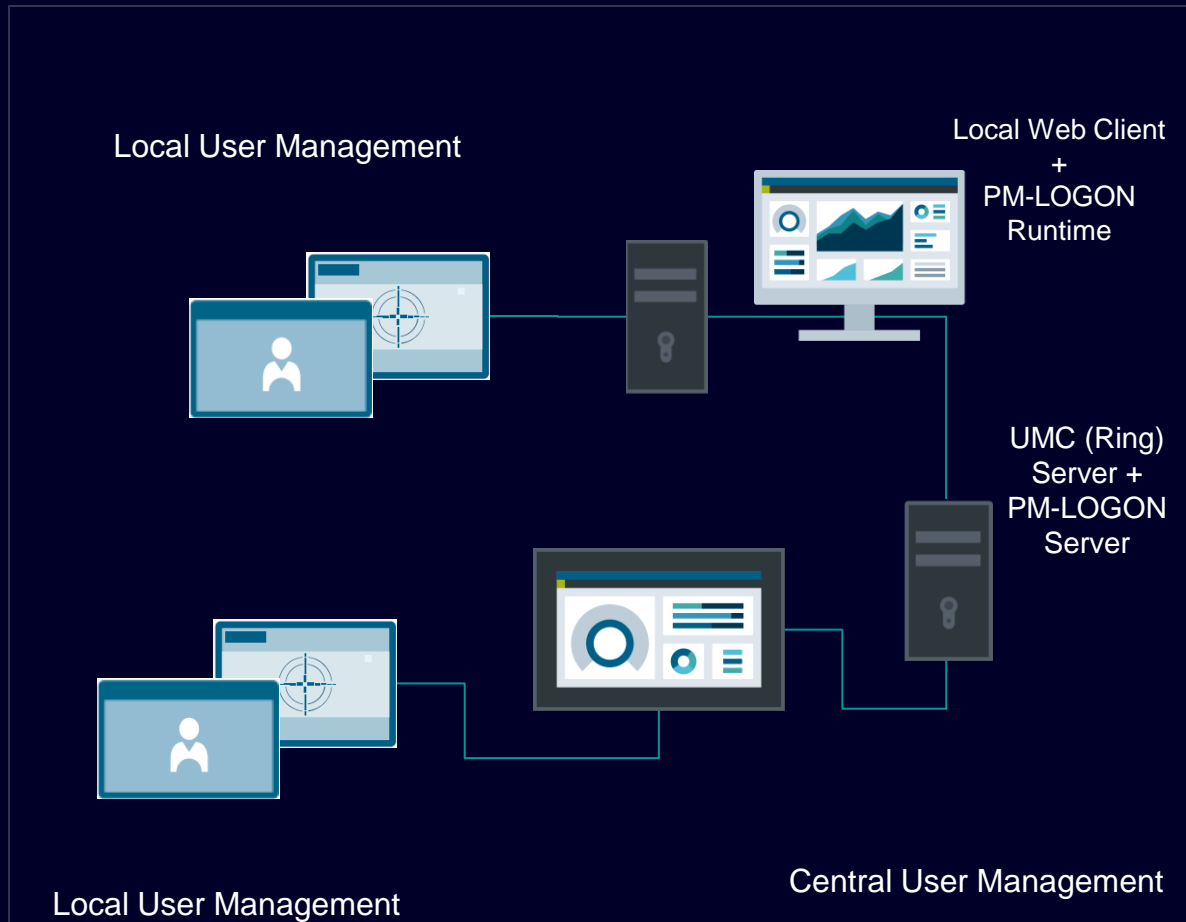 Local User Management
Local Web Client
+
PM-LOGON
Runtime
UMC (Ring)
Server +
PM-LOGON
Server
Central User Management
Local User Management